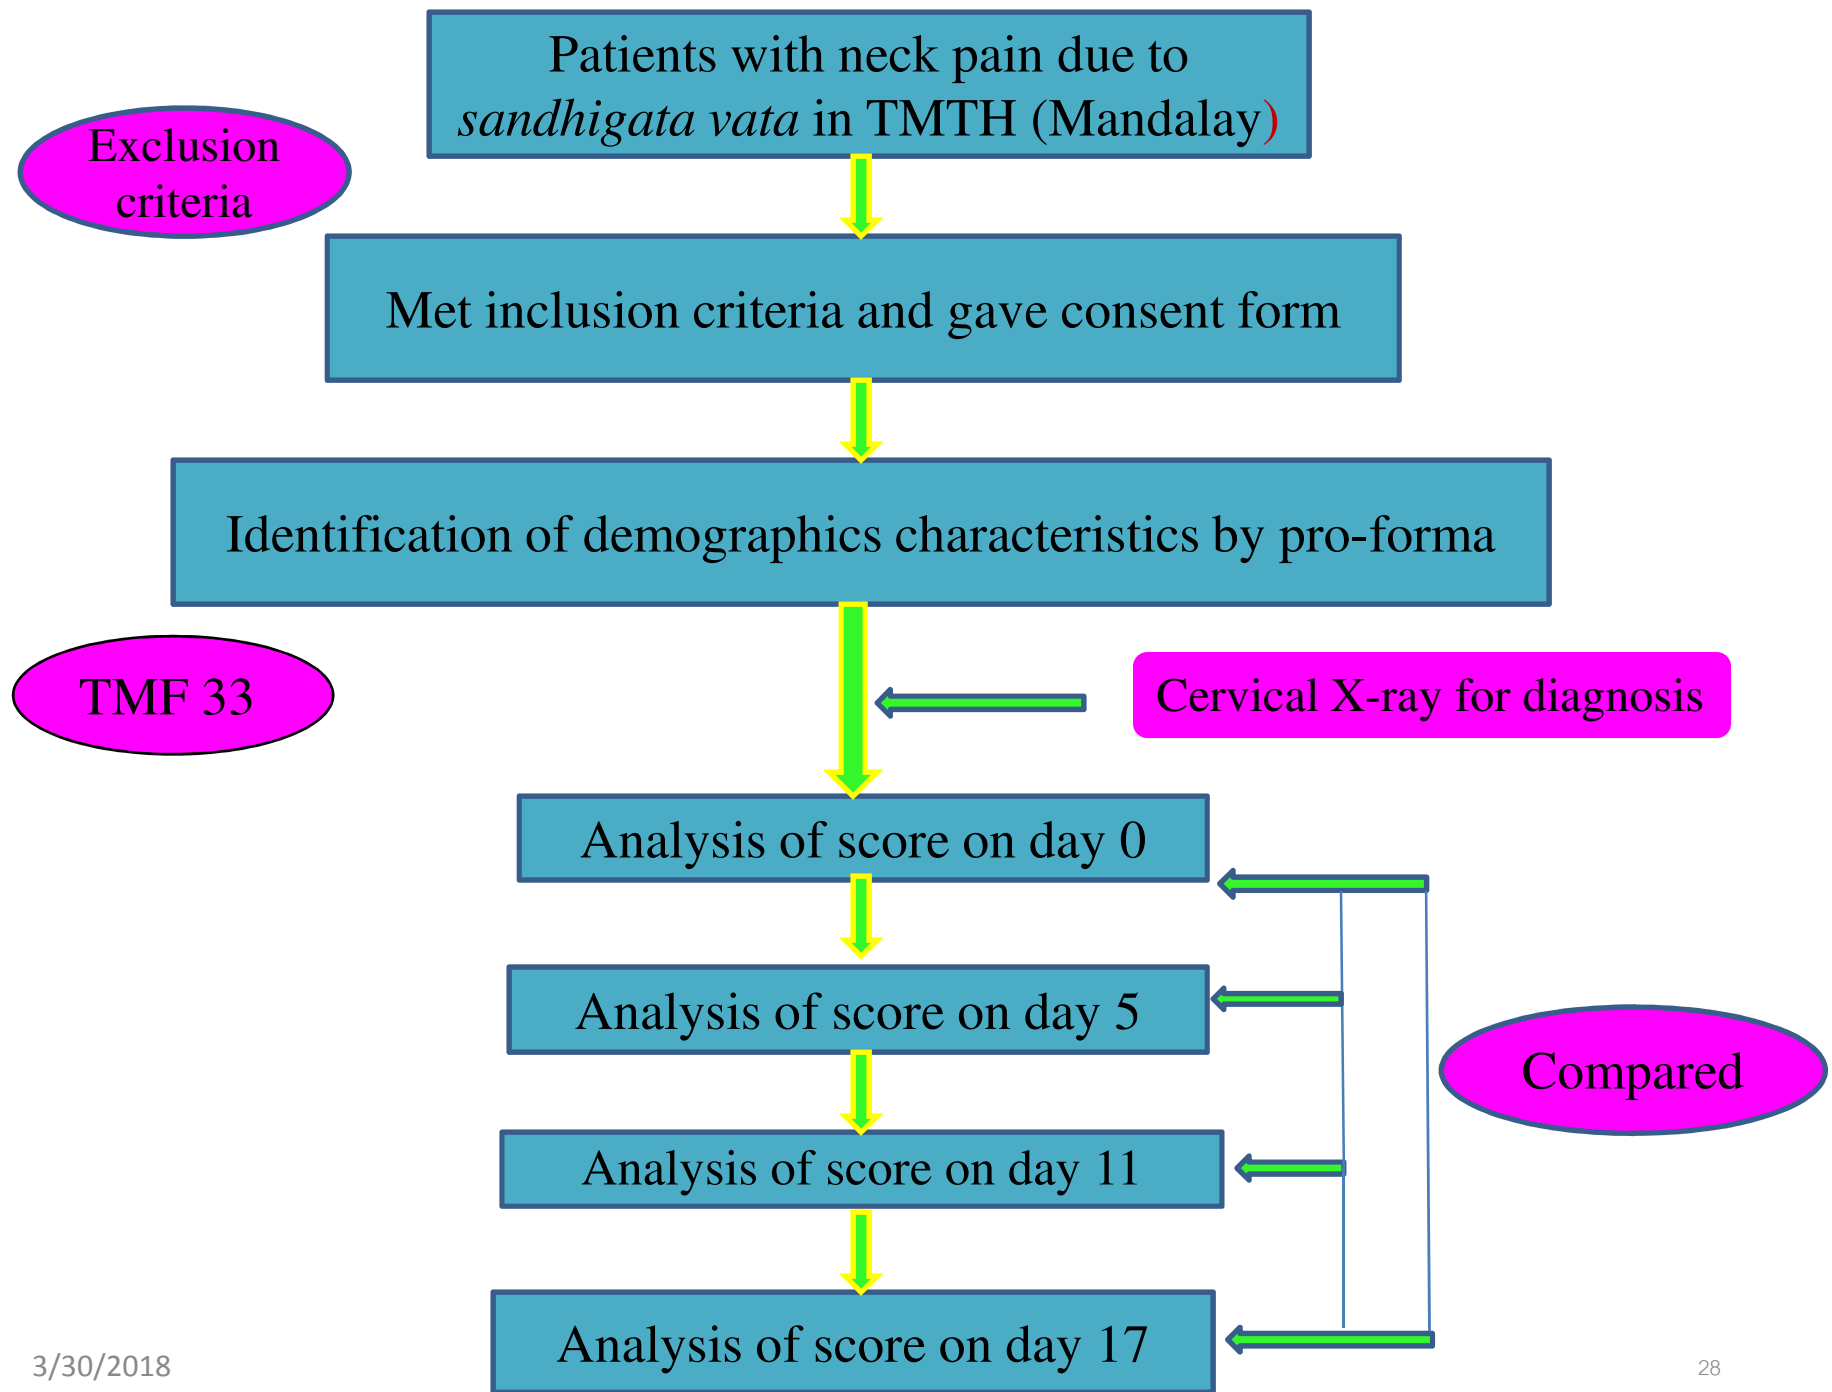 Patients with neck pain due to
sandhigata vata in TMTH (Mandalay)
Exclusion
criteria
Met inclusion criteria and gave consent form
Identification of demographics characteristics by pro-forma
TMF 33
Cervical X-ray for diagnosis
Analysis of score on day 0
Analysis of score on day 5
Compared
Analysis of score on day 11
Analysis of score on day 17
3/30/2018
28